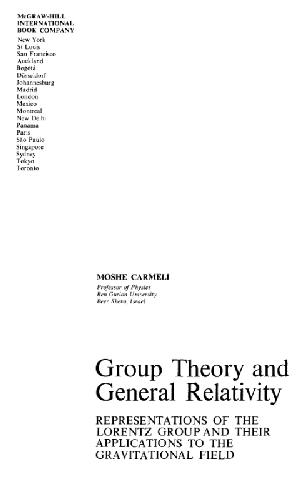 McGRAW-HILL
INTERNATIONAL
BOOK COMPANY
New York
St Louis
San Francisco
Auckland
Bogotá
Düsseldorf
Johannesburg
Madrid
London
Mexico
Montreal
New Delhi
Panama
Paris
São Paulo
Singapore
Sydney
Tokyo
Toronto
MOSHE CARMELI
Professor of Physics
Ben Gurion University
Beer Sheva, Israel
Group Theory and
General Relativity
REPRESENTATIONS OF THE
LORENTZ GROUP AND THEIR
APPLICATIONS TO THE
GRAVITATIONAL FIELD